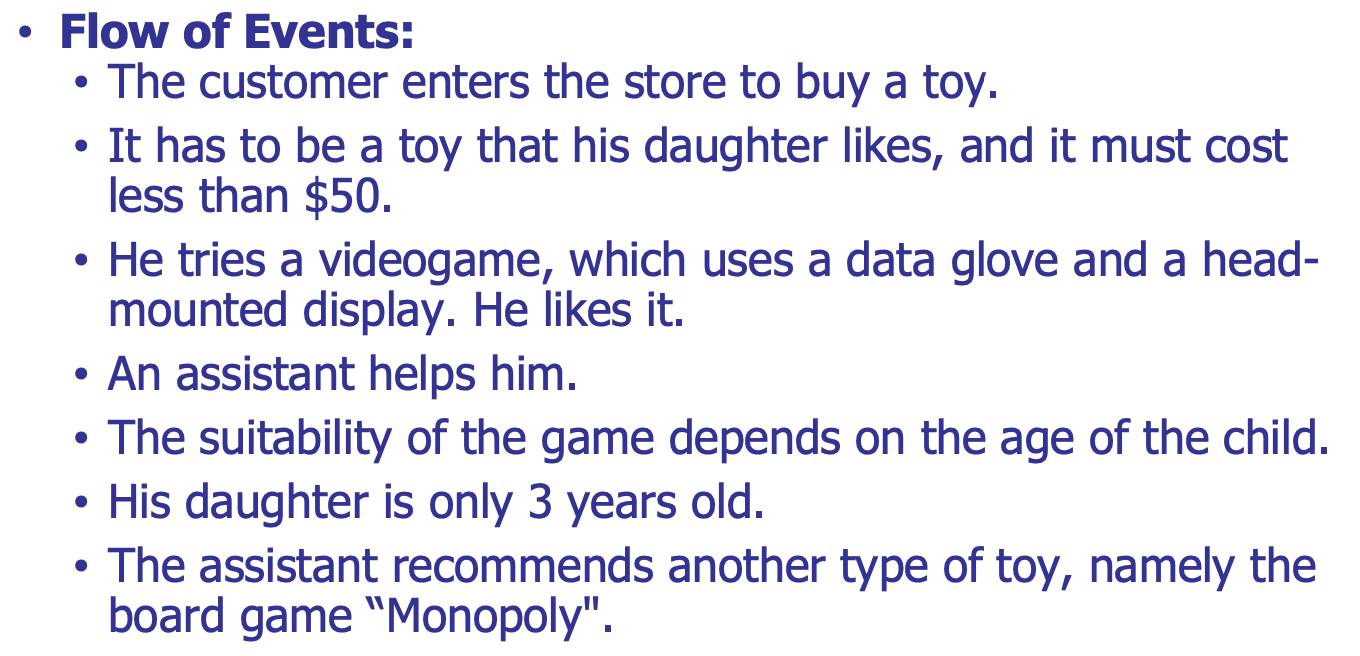 • Flow of Events:
• The customer enters the store to buy a toy.
• It has to be a toy that his daughter likes, and it must cost
less than $50.
• He tries a videogame, which uses a data glove and a head-
mounted display. He likes it.
• An assistant helps him.
• The suitability of the game depends on the age of the child.
• His daughter is only 3 years old.
• The assistant recommends another type of toy, namely the
board game “Monopoly".